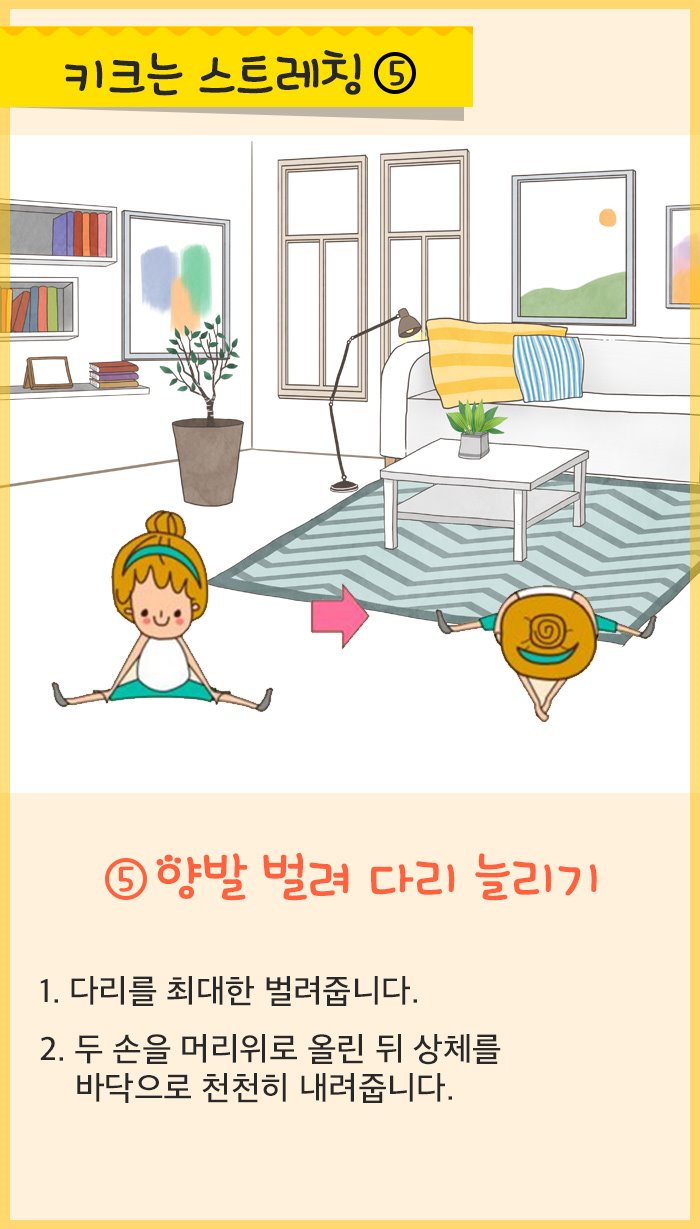 키크는 스트레칭 ⑤
⑤ 양발 벌려 다리 늘리기
1. 다리를 최대한 벌려줍니다.
2. 두 손을 머리위로 올린 뒤 상체를
바닥으로 천천히 내려줍니다.